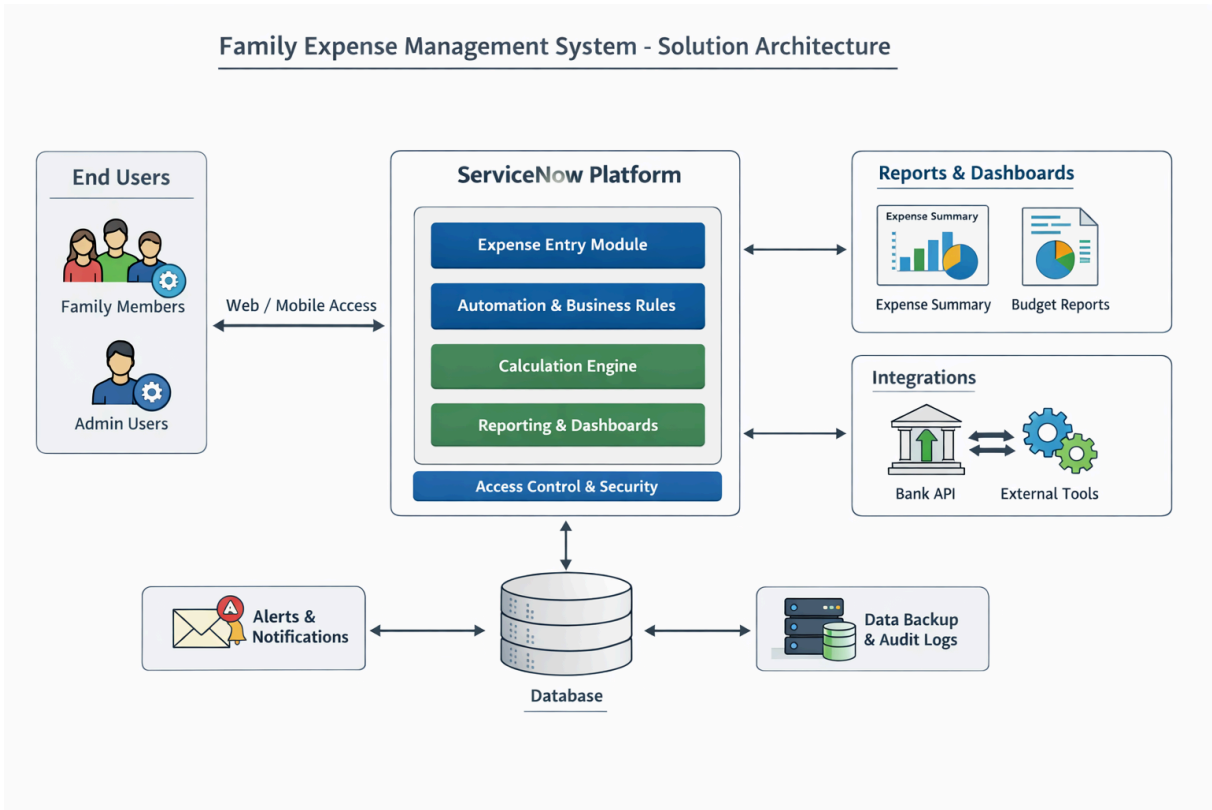 Family Expense Management System - Solution Architecture
End Users
Family Members
Admin Users
Web / Mobile Access
ServiceNow Platform
Expense Entry Module
Automation & Business Rules
Calculation Engine
Reporting & Dashboards
Access Control & Security
Reports & Dashboards
Expense Summary
Expense Summary
Budget Reports
Integrations
Bank API
External Tools
Alerts &
Notifications
Database
Data Backup
& Audit Logs